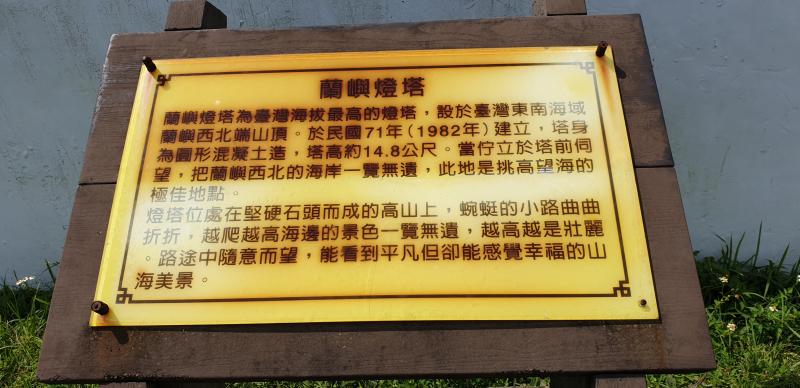 蘭嶼燈塔
蘭嶼燈塔為臺灣海拔最高的燈塔，設於臺灣東南海域
蘭嶼西北端山頂。於民國71年（1982年）建立，塔身
為圓形混凝土造，塔高約14.8公尺。當佇立於塔前伺
望，把蘭嶼西北的海岸一覽無遺，此地是挑高望海的
極佳地點。
燈塔位處在堅硬石頭而成的高山上，蜿蜒的小路曲曲
折折，越爬越高海邊的景色一覽無遺，越高越是壯麗
。路途中隨意而望，能看到平凡但卻能感覺幸福的山
海美景。